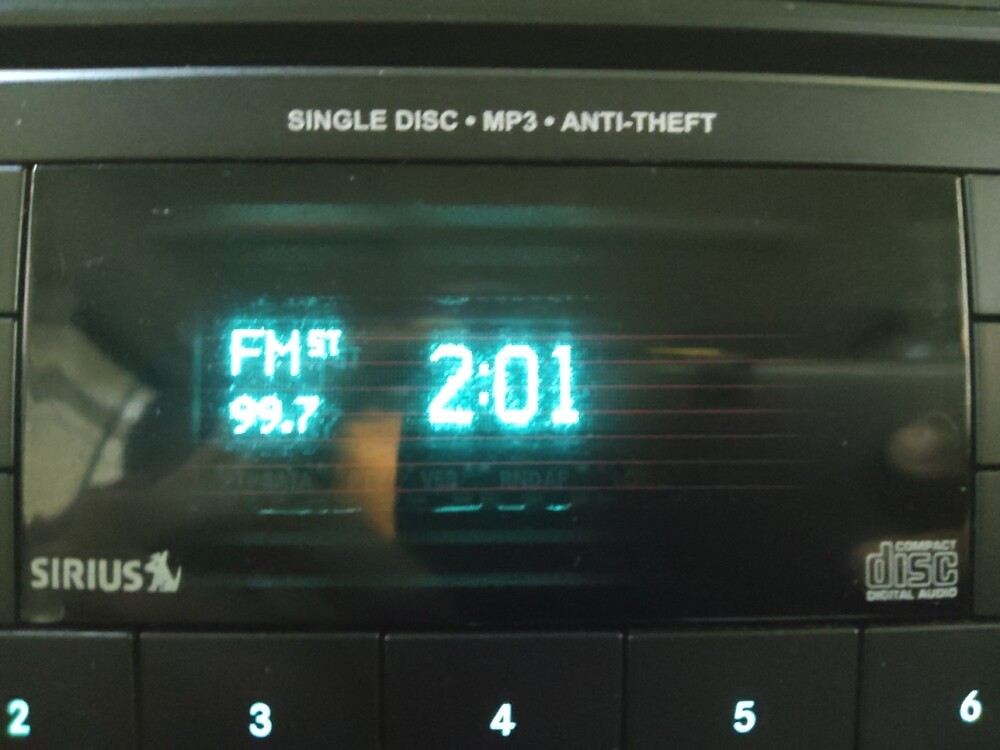 SINGLE DISC • MP3 • ANTI-THEFT
FM ST 2:01
99.7
SIRIUS
COMPACT
disc
DIGITAL AUDIO
2 3 4 5 6